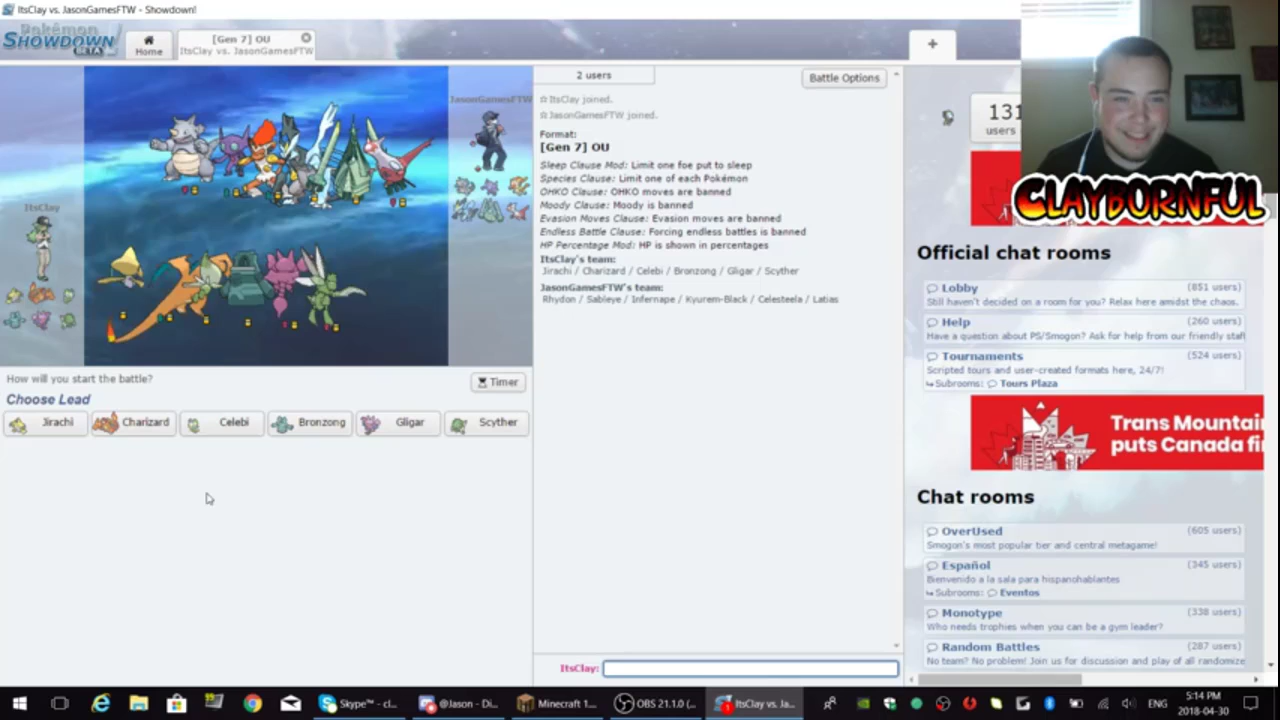 ItsClay vs. JasonGamesFTW - Showdown!
Pokémon
SHOWDOWN
BETA
Home
[Gen 7] OU
ItsClay vs. JasonGamesFTW
+
2 users
Battle Options
JasonGamesFTW
ItsClay
☆ ItsClay joined.
☆ JasonGamesFTW joined.
Format:
[Gen 7] OU
Sleep Clause Mod: Limit one foe put to sleep
Species Clause: Limit one of each Pokémon
OHKO Clause: OHKO moves are banned
Moody Clause: Moody is banned
Evasion Moves Clause: Evasion moves are banned
Endless Battle Clause: Forcing endless battles is banned
HP Percentage Mod: HP is shown in percentages
ItsClay's team:
Jirachi / Charizard / Celebi / Bronzong / Gligar / Scyther
JasonGamesFTW's team:
Rhydon / Sableye / Infernape / Kyurem-Black / Celesteela / Latias
How will you start the battle?
Timer
Choose Lead
Jirachi
Charizard
Celebi
Bronzong
Gligar
Scyther
ItsClay:
131
users
CLAYBORNFUL
Official chat rooms
Lobby
(851 users)
Still haven't decided on a room for you? Relax here amidst the chaos.
Help
(260 users)
Have a question about PS/Smogon? Ask for help from our friendly staff
Tournaments
(524 users)
Scripted tours and user-created formats here, 24/7!
Subrooms: Tours Plaza
Trans Mountain
puts Canada fi
Chat rooms
OverUsed
(605 users)
Smogon's most popular tier and central metagame!
Español
(345 users)
Bienvenido a la sala para hispanohablantes
Subrooms: Eventos
Monotype
(338 users)
Who needs trophies when you can be a gym leader?
Random Battles
(287 users)
No team? No problem! Join us for discussion and play of all randomize
Skype™ - cl...
@Jason - Di...
Minecraft 1...
OBS 21.1.0 (...
ItsClay vs. Ja...
ENG
5:14 PM
2018-04-30